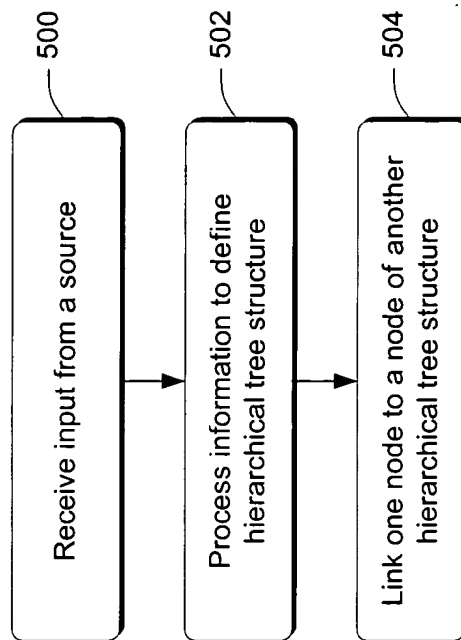 500
Receive input from a source
502
Process information to define
hierarchical tree structure
504
Link one node to a node of another
hierarchical tree structure